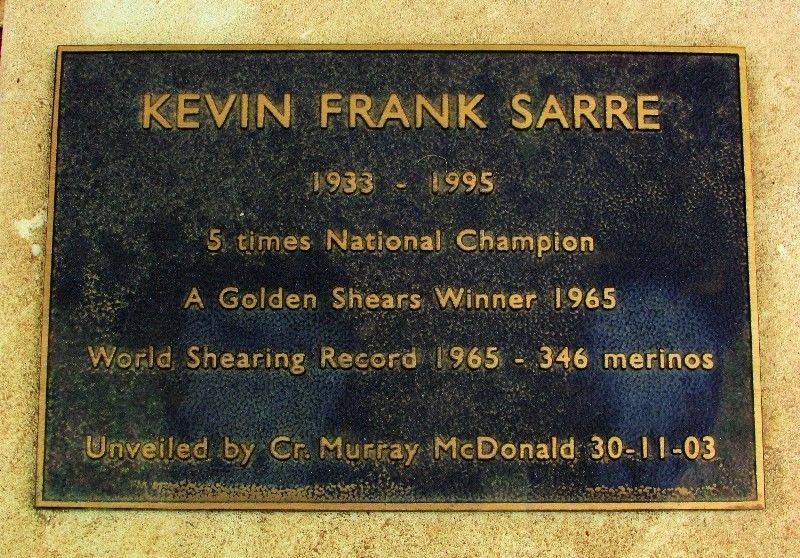 KEVIN FRANK SARRE
1933 - 1995
5 times National Champion
A Golden Shears Winner 1965
World Shearing Record 1965 - 346 merinos
Unveiled by Cr. Murray McDonald 30-11-03